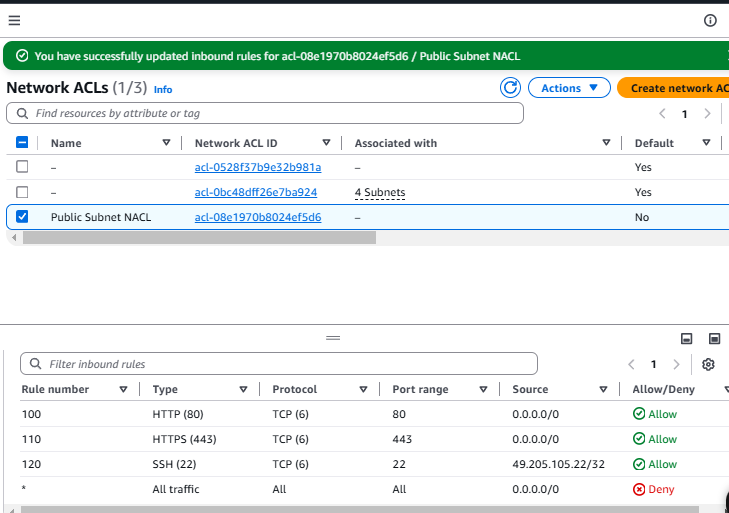 You have successfully updated inbound rules for acl-08e1970b8024ef5d6 / Public Subnet NACL
Network ACLs (1/3) Info
Actions
Create network AC
Find resources by attribute or tag
1
Name Network ACL ID Associated with Default
– acl-0528f37b9e32b981a – Yes
– acl-0bc48dff26e7ba924 4 Subnets Yes
Public Subnet NACL acl-08e1970b8024ef5d6 – No
Filter inbound rules
1
Rule number Type Protocol Port range Source Allow/Deny
100 HTTP (80) TCP (6) 80 0.0.0.0/0 Allow
110 HTTPS (443) TCP (6) 443 0.0.0.0/0 Allow
120 SSH (22) TCP (6) 22 49.205.105.22/32 Allow
* All traffic All All 0.0.0.0/0 Deny